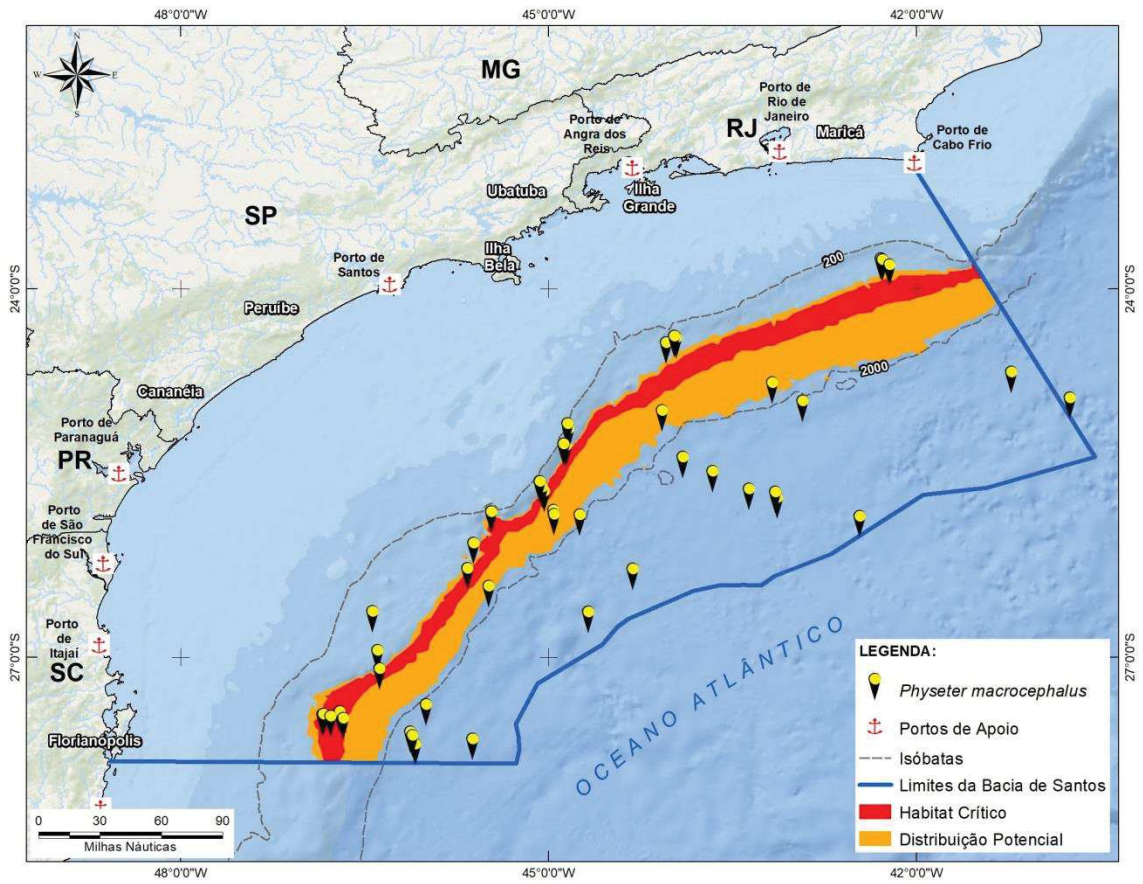 48°0'0"W
45°0'0"W
42°0'0"W
N
W
E
S
MG
SP
RJ
PR
SC
Porto de
Rio de
Janeiro
Maricá
Porto de
Cabo Frio
Porto de
Angra dos
Reis
Ilha
Grande
Ubatuba
Ilha
Bela
Porto de
Santos
Peruíbe
Cananéia
Porto de
Paranaguá
Porto
de São
Francisco
do Sul
Porto
de
Itajaí
Florianópolis
200
2000
24°0'0"S
24°0'0"S
27°0'0"S
27°0'0"S
OCEANO ATLÂNTICO
LEGENDA:
Physeter macrocephalus
Portos de Apoio
Isóbatas
Limites da Bacia de Santos
Habitat Crítico
Distribuição Potencial
0 30 60 90
Milhas Náuticas
48°0'0"W
45°0'0"W
42°0'0"W